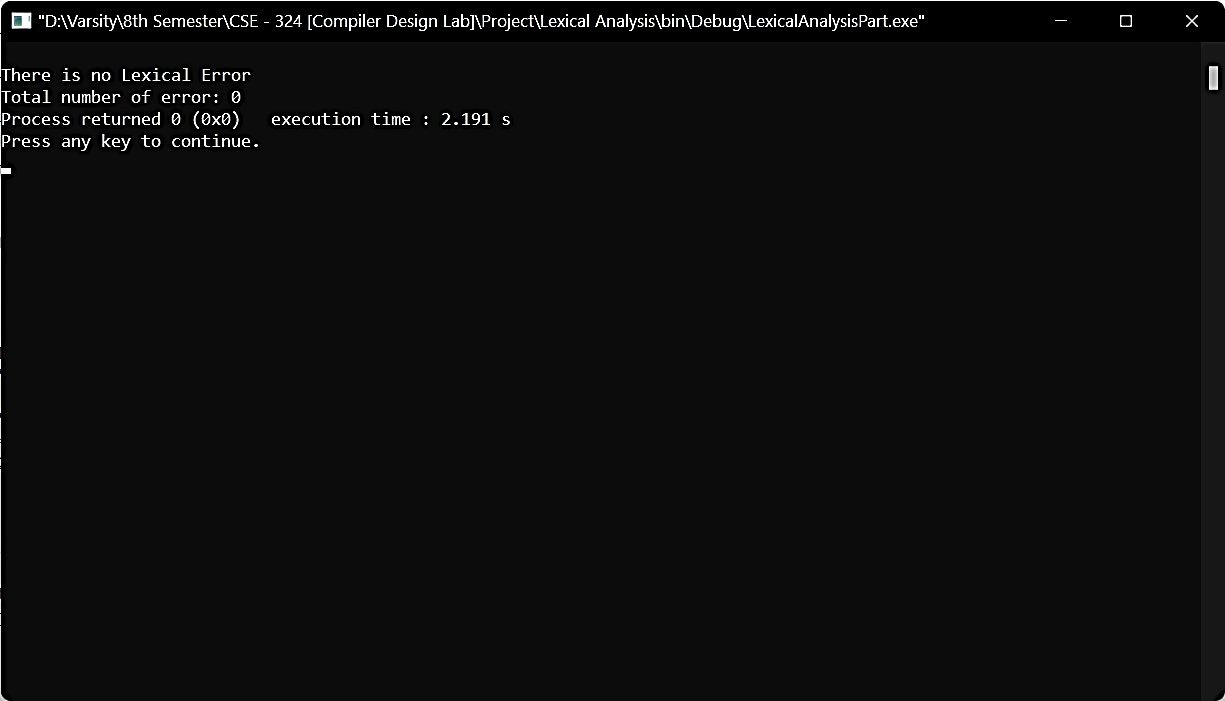 "D:\Varsity\8th Semester\CSE - 324 [Compiler Design Lab]\Project\Lexical Analysis\bin\Debug\LexicalAnalysisPart.exe"
There is no Lexical Error
Total number of error: 0
Process returned 0 (0x0)   execution time : 2.191 s
Press any key to continue.